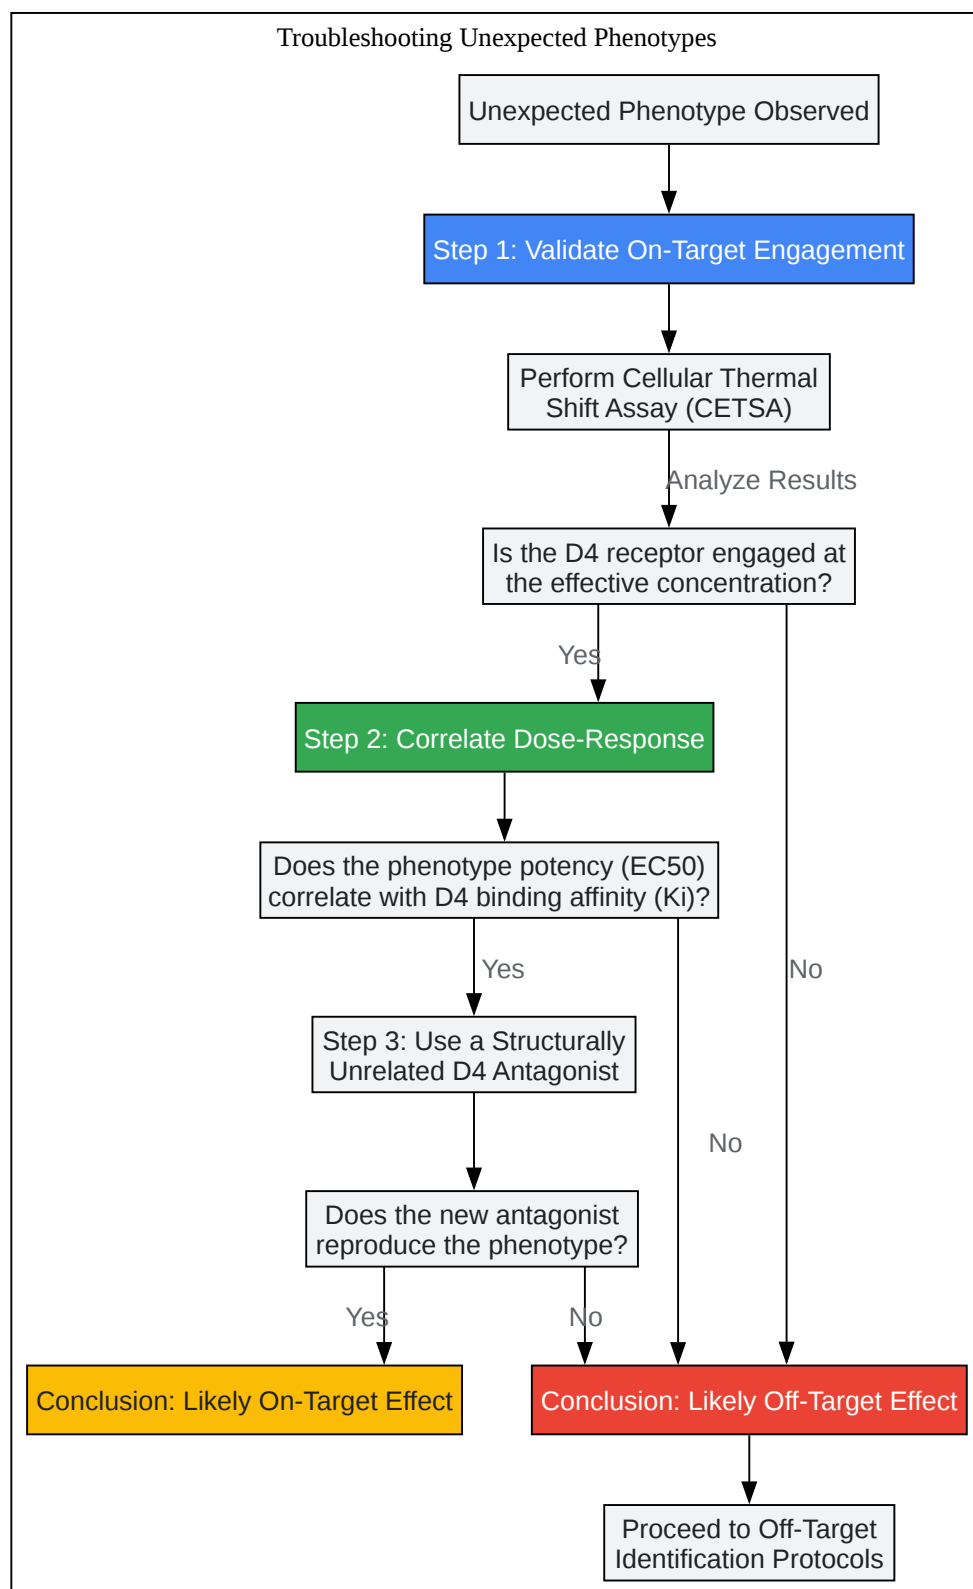 Troubleshooting Unexpected Phenotypes
Unexpected Phenotype Observed
Step 1: Validate On-Target Engagement
Perform Cellular Thermal
Shift Assay (CETSA)
Analyze Results
Is the D4 receptor engaged at
the effective concentration?
Yes
Step 2: Correlate Dose-Response
Does the phenotype potency (EC50)
correlate with D4 binding affinity (Ki)?
Yes
No
Step 3: Use a Structurally
Unrelated D4 Antagonist
No
Does the new antagonist
reproduce the phenotype?
Yes
No
Conclusion: Likely On-Target Effect
Conclusion: Likely Off-Target Effect
Proceed to Off-Target
Identification Protocols